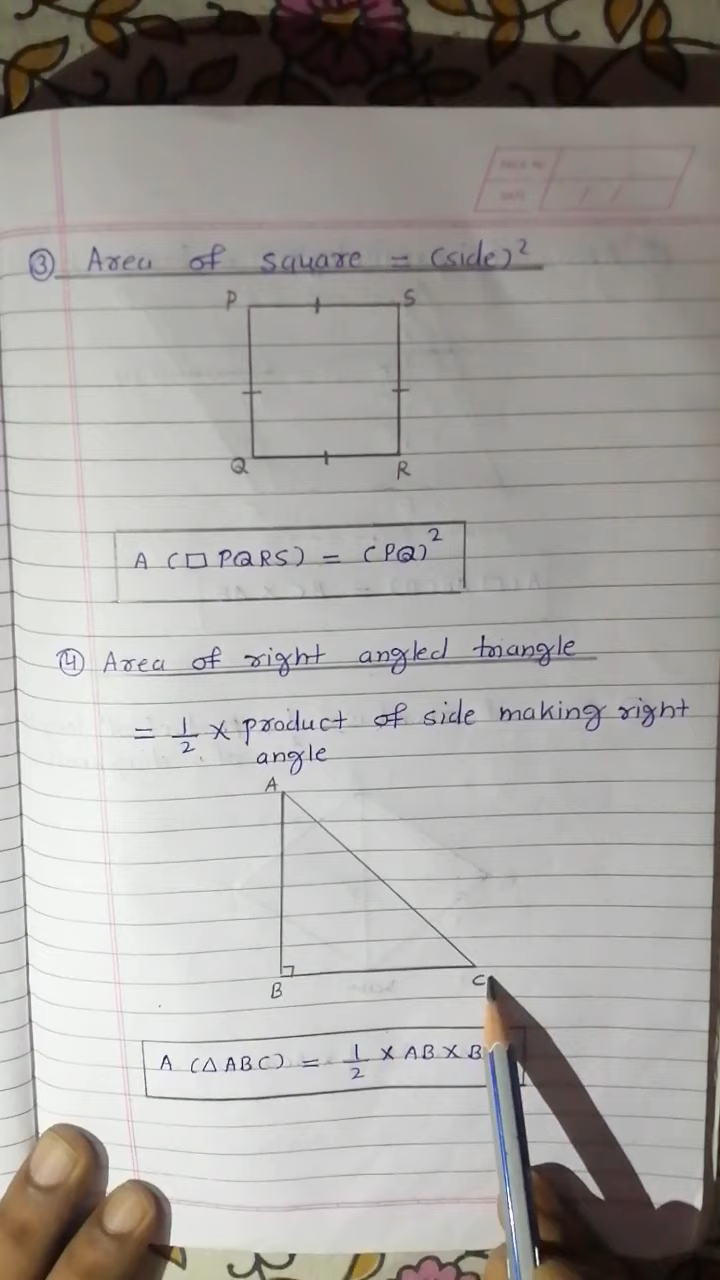 ③ Area of square = (side)²
P S
Q R
A (□ PQRS) = (PQ)²
④ Area of right angled triangle
= 1/2 × product of side making right
angle
A
B C
A (△ ABC) = 1/2 × AB × B